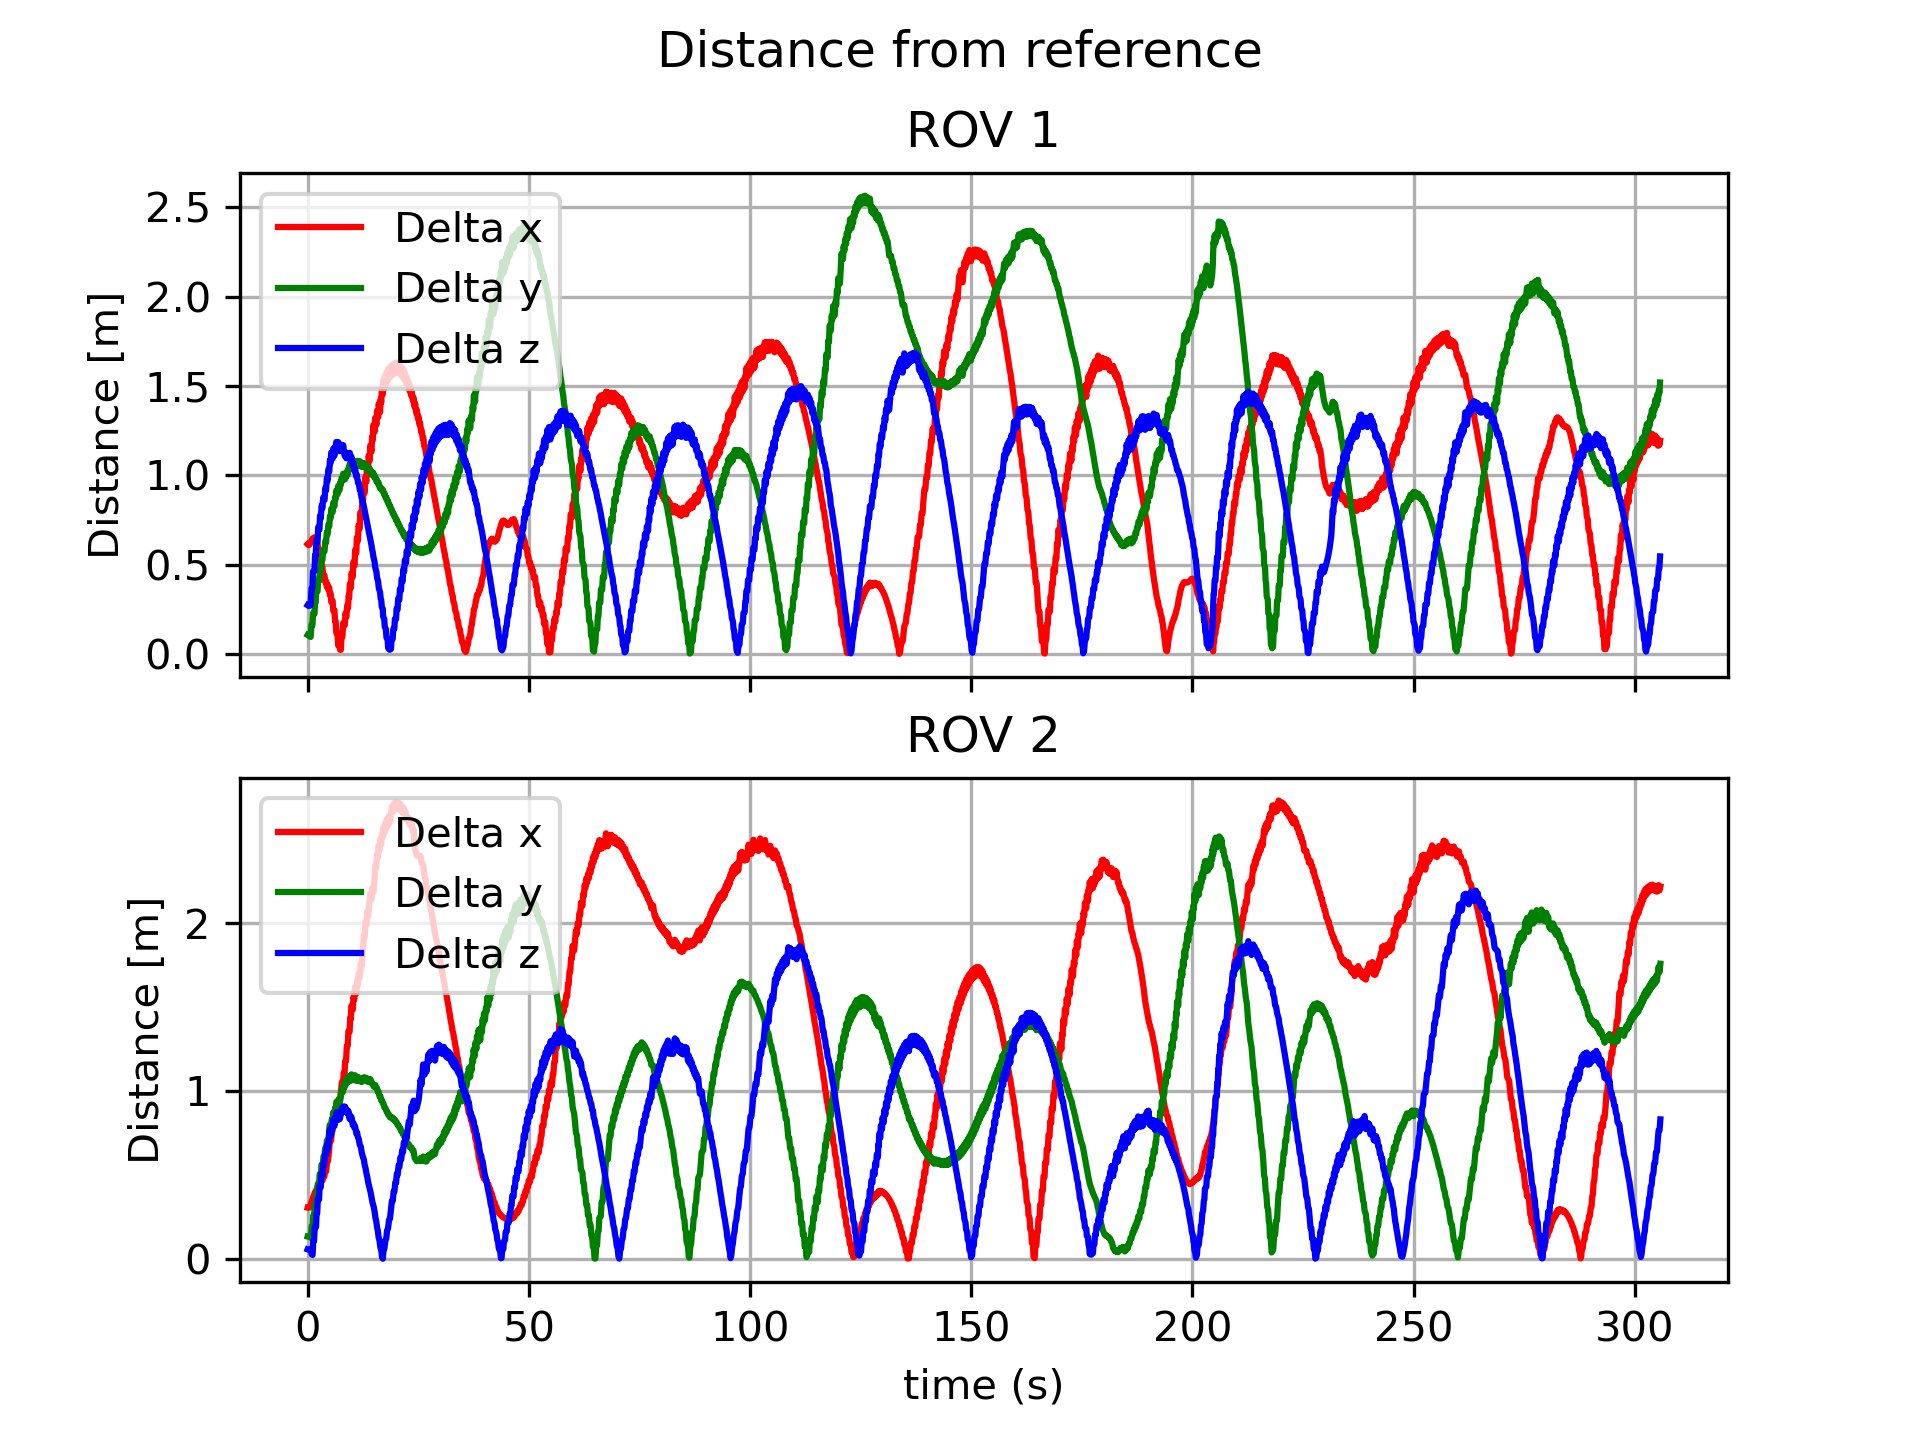 Distance from reference
ROV 1
Distance [m]
2.5
2.0
1.5
1.0
0.5
0.0
Delta x
Delta y
Delta z
ROV 2
Distance [m]
2
1
0
Delta x
Delta y
Delta z
0 50 100 150 200 250 300
time (s)